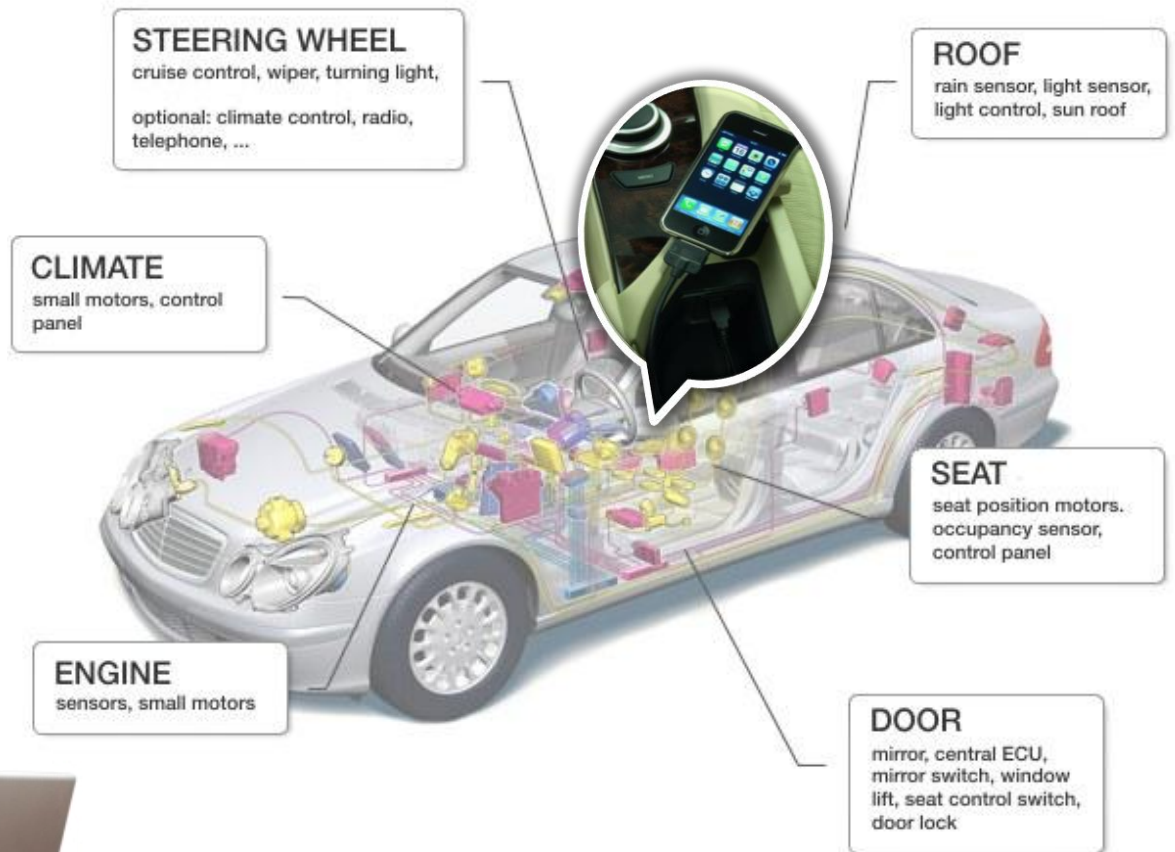 STEERING WHEEL
cruise control, wiper, turning light,
optional: climate control, radio,
telephone, ...
ROOF
rain sensor, light sensor,
light control, sun roof
CLIMATE
small motors, control
panel
SEAT
seat position motors.
occupancy sensor,
control panel
ENGINE
sensors, small motors
DOOR
mirror, central ECU,
mirror switch, window
lift, seat control switch,
door lock